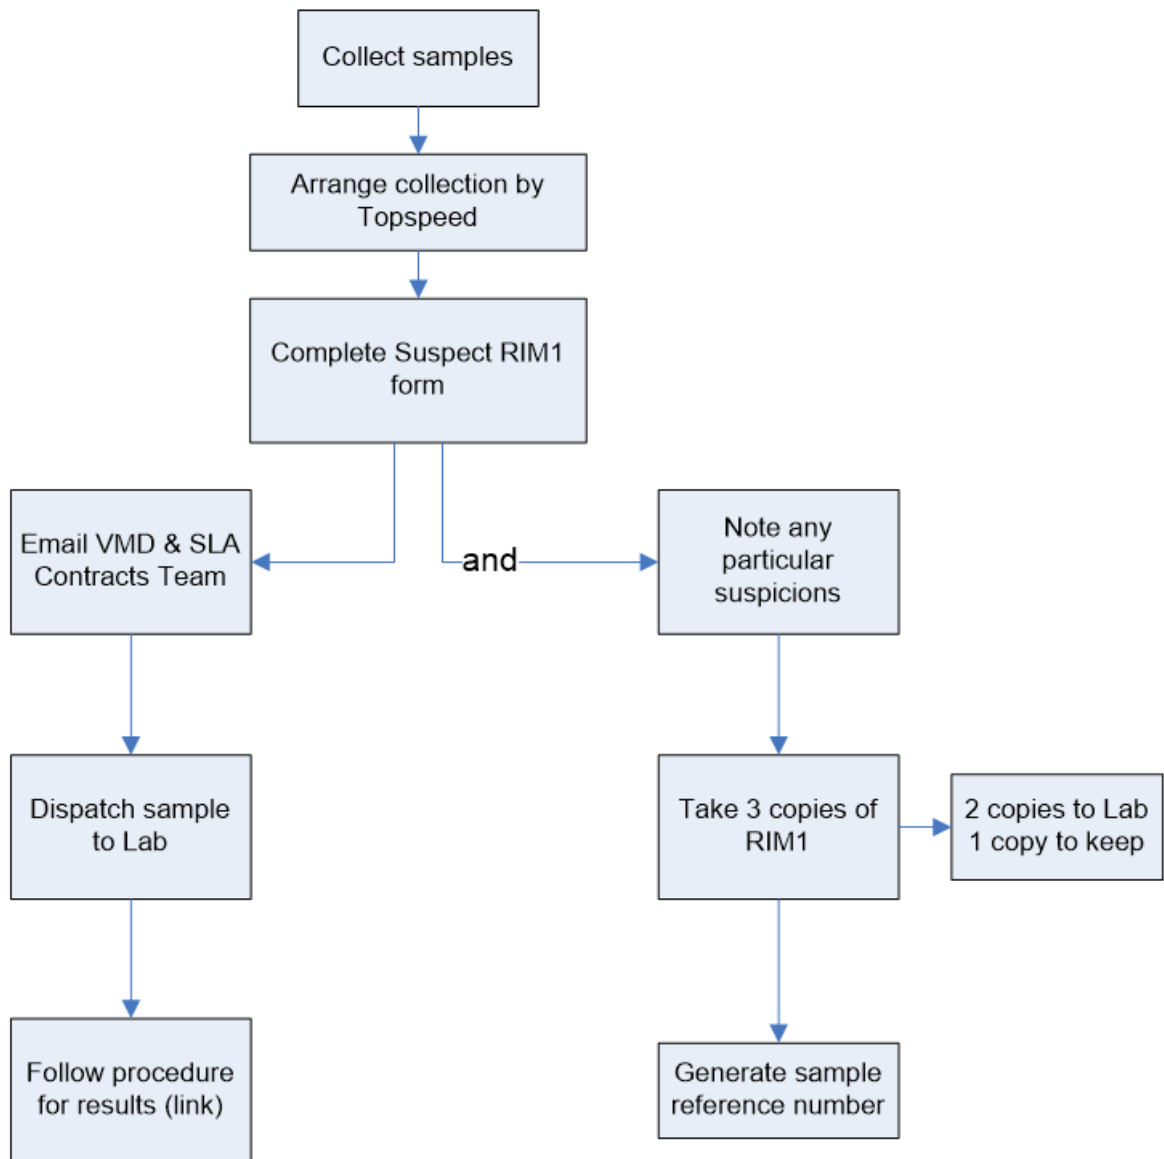 Collect samples
Arrange collection by
Topspeed
Complete Suspect RIM1
form
Email VMD & SLA
Contracts Team
and
Note any
particular
suspicions
Dispatch sample
to Lab
Take 3 copies of
RIM1
2 copies to Lab
1 copy to keep
Follow procedure
for results (link)
Generate sample
reference number